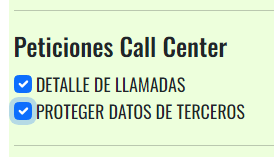 Peticiones Call Center
DETALLE DE LLAMADAS
PROTEGER DATOS DE TERCEROS